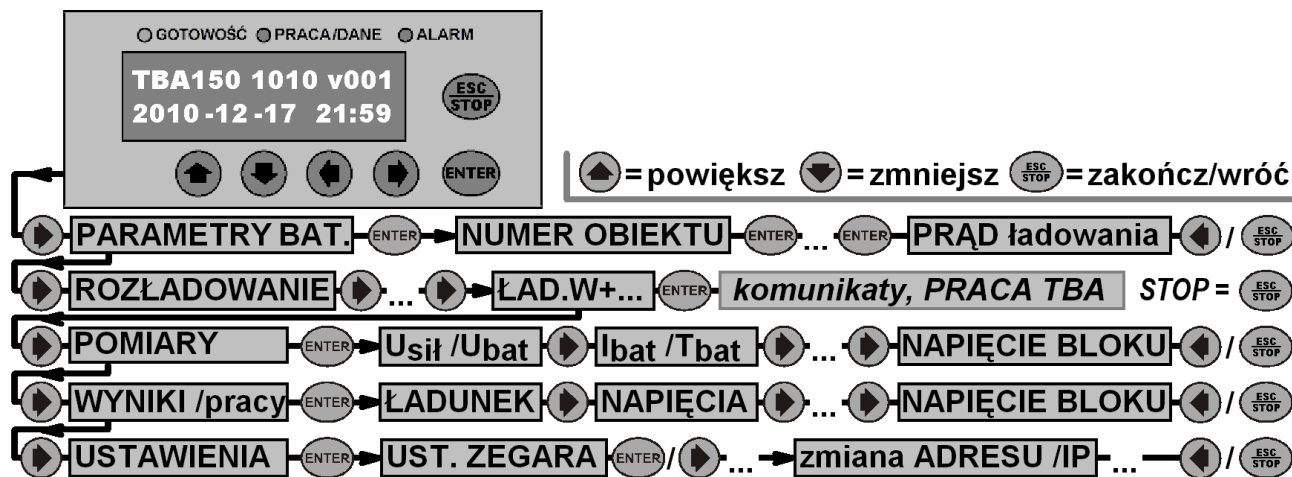 GOTOWOŚĆ PRACA/DANE ALARM
TBA150 1010 v001
2010-12-17 21:59
ESC
STOP
ENTER
=powiększ =zmniejsz ESC STOP =zakończ/wróć
PARAMETRY BAT. ENTER NUMER OBIEKTU ENTER ... ENTER PRĄD ładowania / ESC STOP
ROZŁADOWANIE ... ŁAD.W+... ENTER komunikaty, PRACA TBA STOP = ESC STOP
POMIARY ENTER Usił /Ubat Ibat /Tbat ... NAPIĘCIE BLOKU / ESC STOP
WYNIKI /pracy ENTER ŁADUNEK NAPIĘCIA ... NAPIĘCIE BLOKU / ESC STOP
USTAWIENIA ENTER UST. ZEGARA ENTER / ... zmiana ADRESU /IP ... / ESC STOP